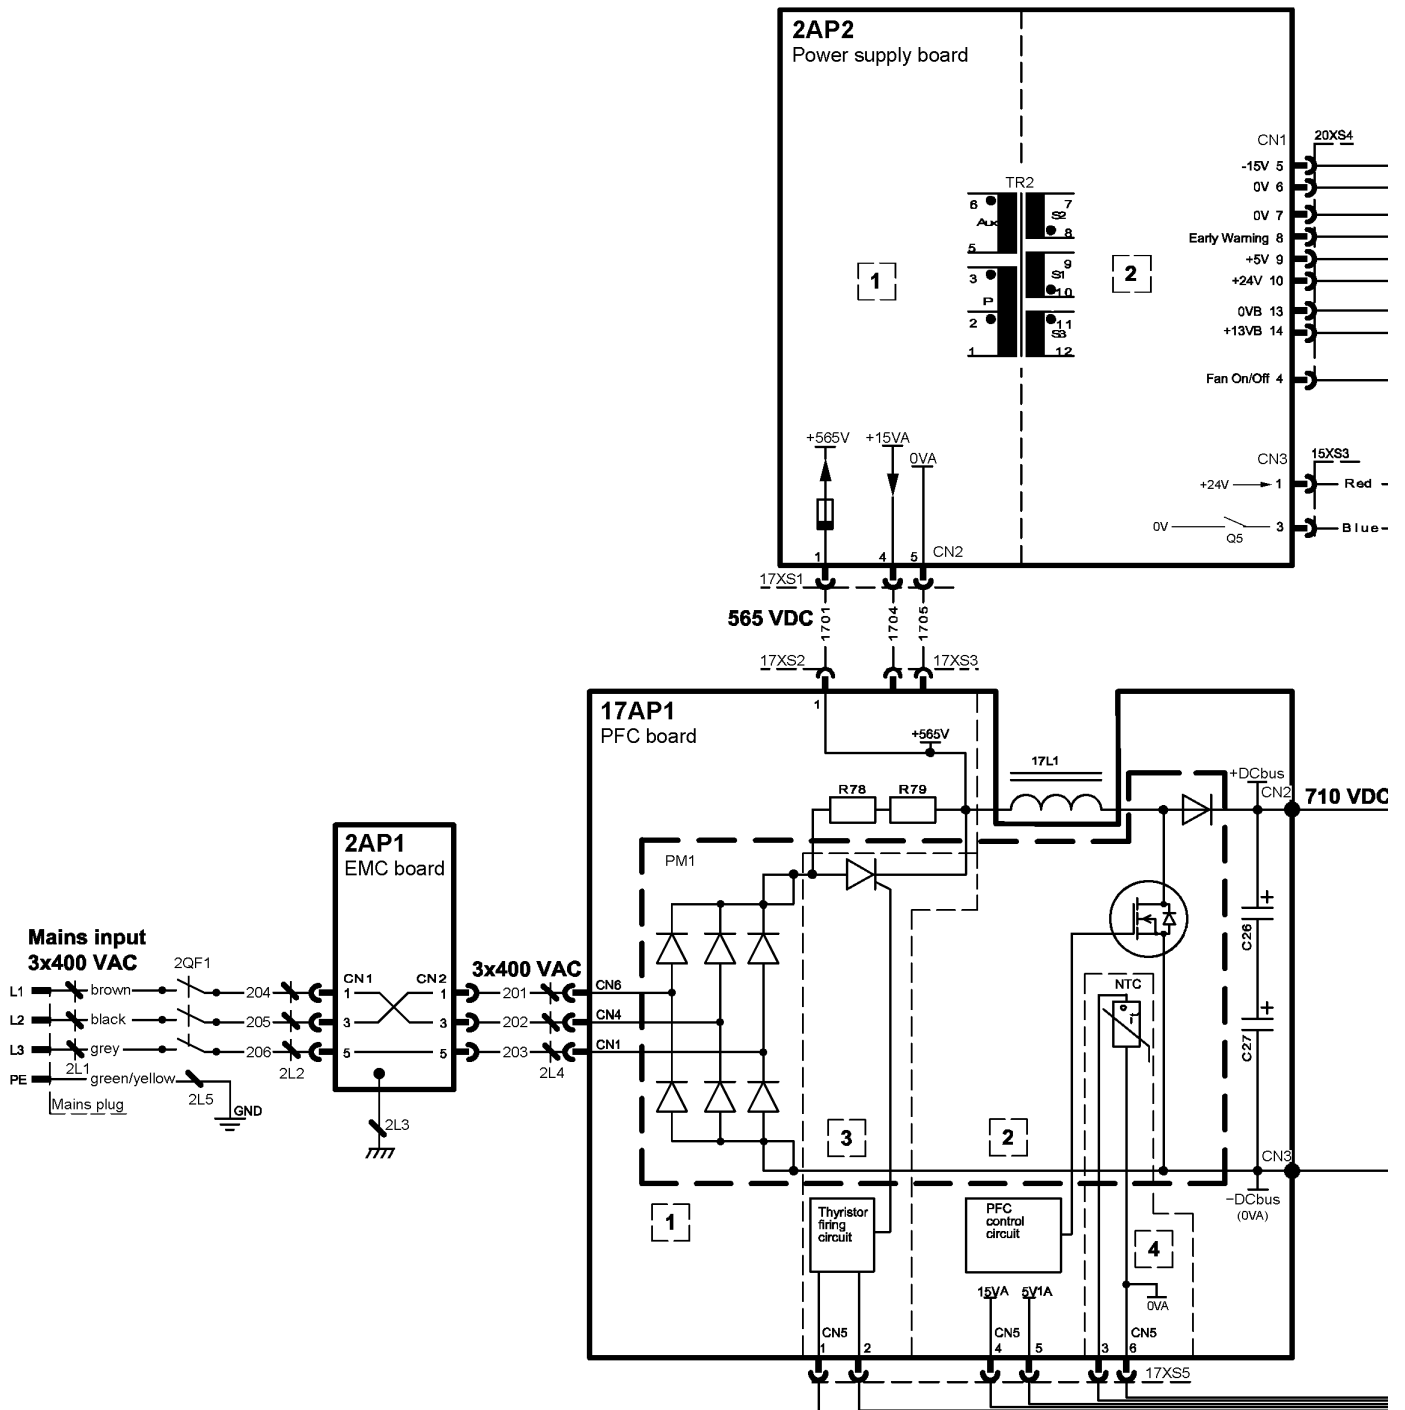 2AP2
Power supply board
CN1
20XS4
-15V 5
0V 6
0V 7
Early Warning 8
+5V 9
+24V 10
0VB 13
+13VB 14
Fan On/Off 4
TR2
6
Aux
5
3
P
2
1
7
S2
8
9
S1
10
11
S3
12
1
2
CN3
15XS3
+24V
1
Red
0V
Q5
3
Blue
+565V
+15VA
0VA
1
4
5
CN2
17XS1
565 VDC
1701
1704
1705
17XS2
17XS3
17AP1
PFC board
1
+565V
17L1
R78
R79
+DCbus
CN2
710 VDC
PM1
2AP1
EMC board
Mains input
3x400 VAC
2QF1
L1
brown
204
L2
black
205
L3
grey
206
PE
green/yellow
2L1
2L2
2L5
Mains plug
GND
CN1
CN2
1
1
3
3
5
5
2L3
3x400 VAC
201
202
203
2L4
CN6
CN4
CN1
+
C26
+
C27
NTC
-t°
3
2
1
4
CN3
−DCbus
(0VA)
Thyristor
firing
circuit
PFC
control
circuit
15VA
5V1A
0VA
CN5
1
2
CN5
4
5
CN5
3
6
17XS5